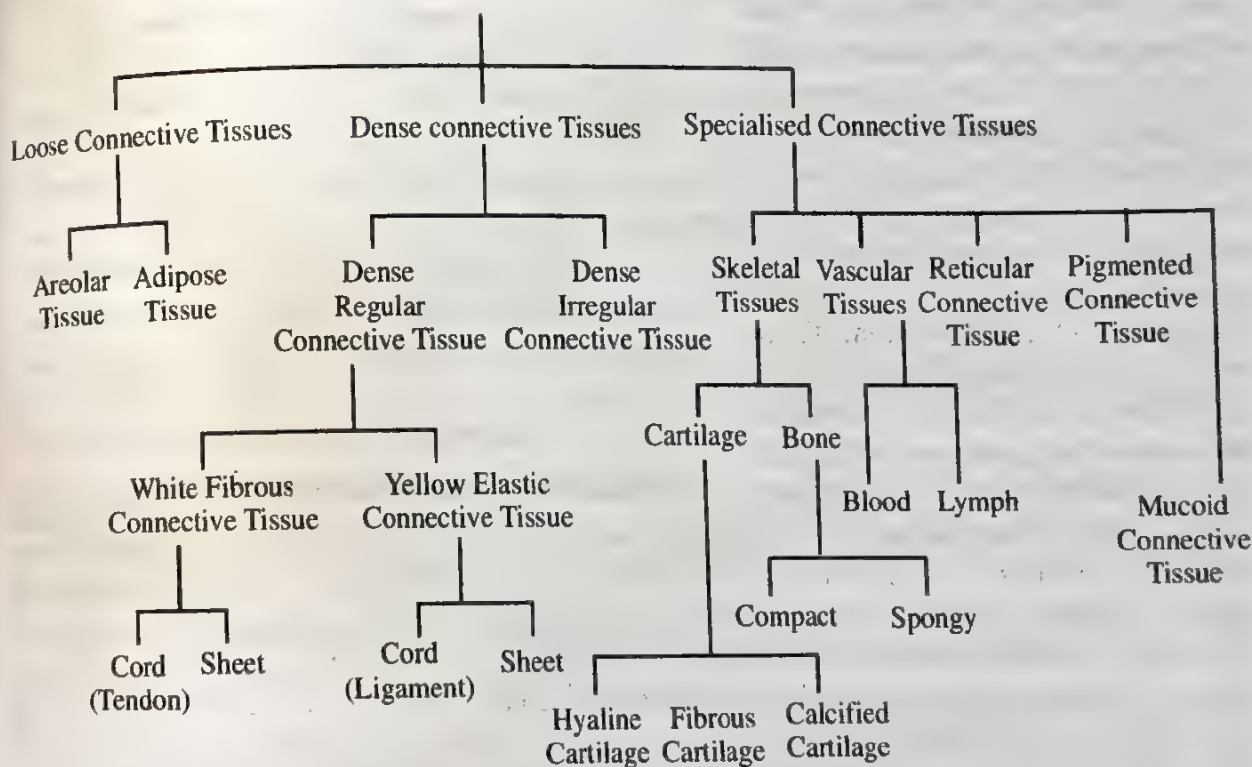 Loose Connective Tissues
Dense connective Tissues
Specialised Connective Tissues
Areolar
Tissue
Adipose
Tissue
Dense
Regular
Connective Tissue
Dense
Irregular
Connective Tissue
Skeletal
Tissues
Vascular
Tissues
Reticular
Connective
Tissue
Pigmented
Connective
Tissue
White Fibrous
Connective Tissue
Yellow Elastic
Connective Tissue
Cartilage
Bone
Blood
Lymph
Mucoid
Connective
Tissue
Compact
Spongy
Cord
(Tendon)
Sheet
Cord
(Ligament)
Sheet
Hyaline
Cartilage
Fibrous
Cartilage
Calcified
Cartilage